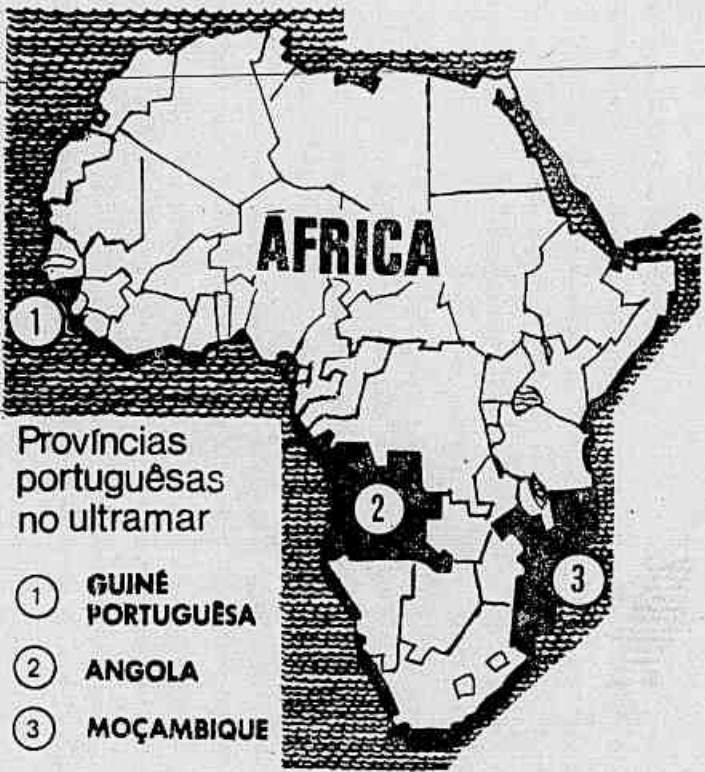 ÁFRICA
1
2
3
Províncias
portuguêsas
no ultramar
1 GUINÉ
PORTUGUÊSA
2 ANGOLA
3 MOÇAMBIQUE